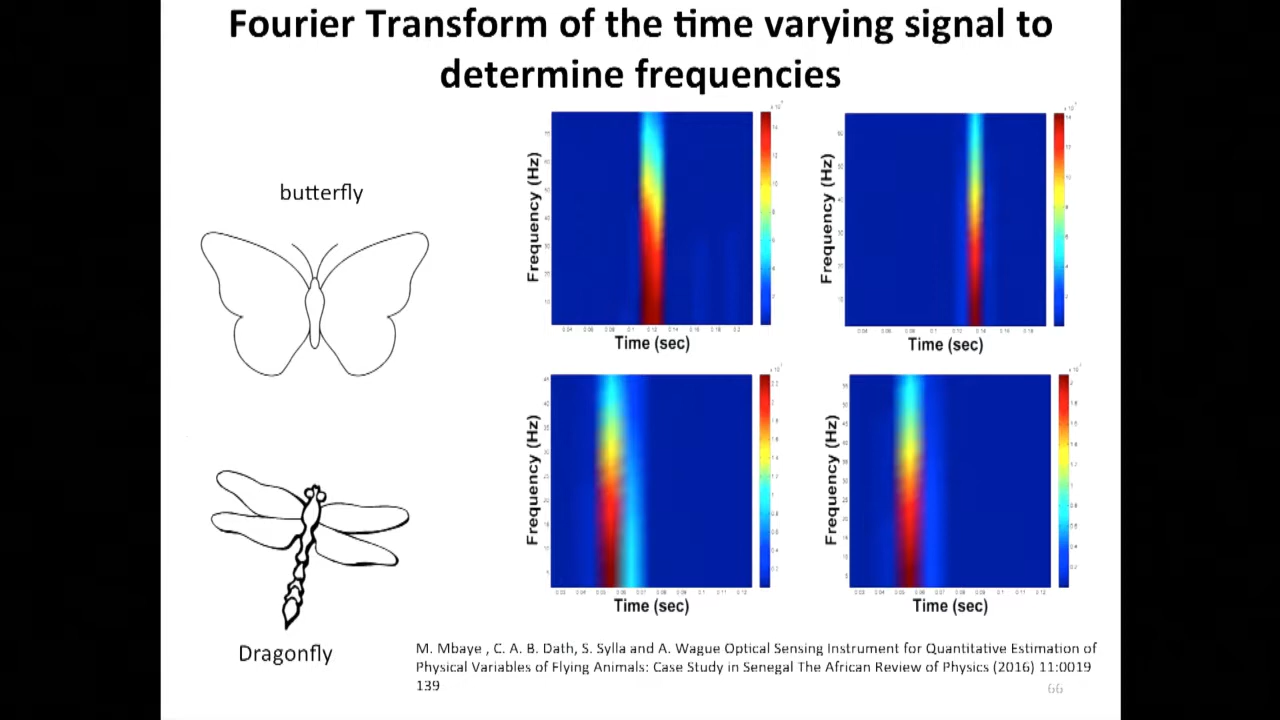 Fourier Transform of the time varying signal to
determine frequencies
butterfly
Frequency (Hz)
Time (sec)
Frequency (Hz)
Time (sec)
Frequency (Hz)
Time (sec)
Frequency (Hz)
Time (sec)
Dragonfly
M. Mbaye , C. A. B. Dath, S. Sylla and A. Wague Optical Sensing Instrument for Quantitative Estimation of
Physical Variables of Flying Animals: Case Study in Senegal The African Review of Physics (2016) 11:0019
139
66